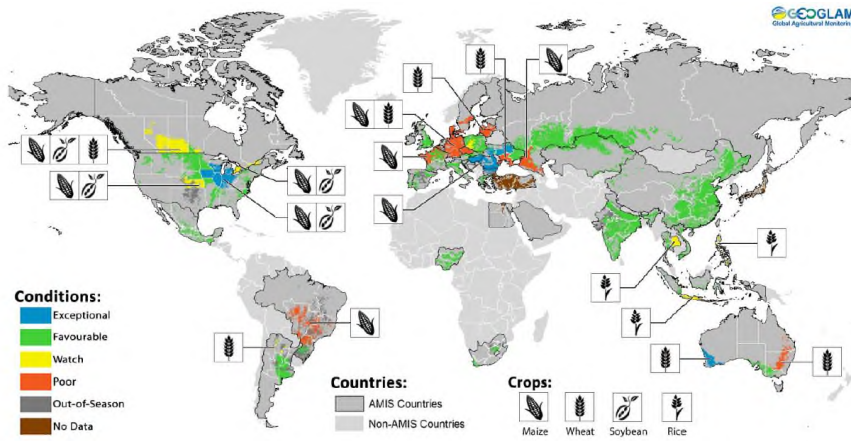 GEOGLAM
Global Agricultural Monitoring
Conditions:
Exceptional
Favourable
Watch
Poor
Out-of-Season
No Data
Countries:
AMIS Countries
Non-AMIS Countries
Crops:
Maize
Wheat
Soybean
Rice